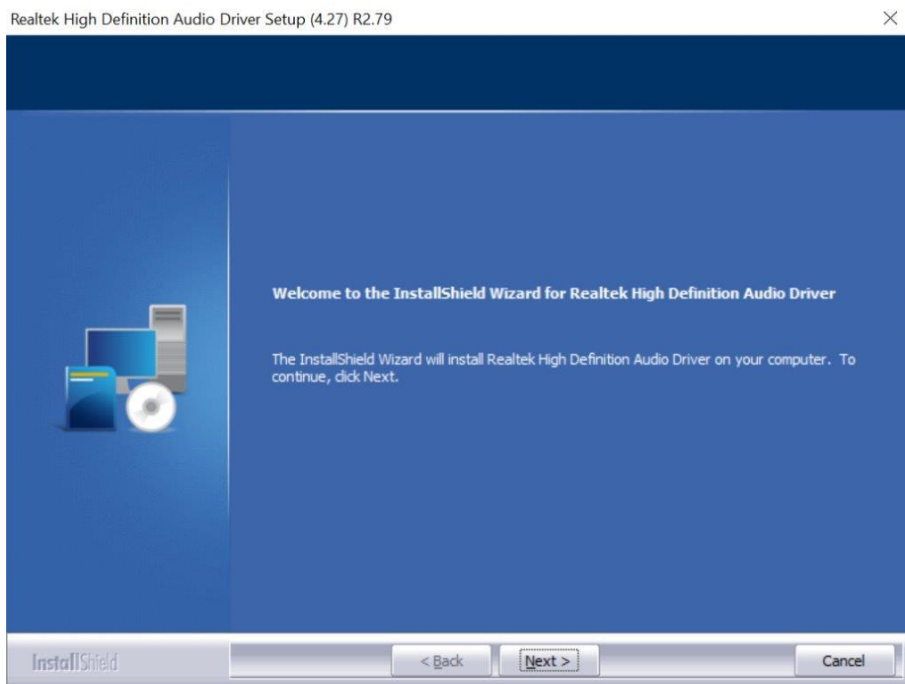 Realtek High Definition Audio Driver Setup (4.27) R2.79
Welcome to the InstallShield Wizard for Realtek High Definition Audio Driver
The InstallShield Wizard will install Realtek High Definition Audio Driver on your computer. To
continue, click Next.
InstallShield
< Back
Next >
Cancel